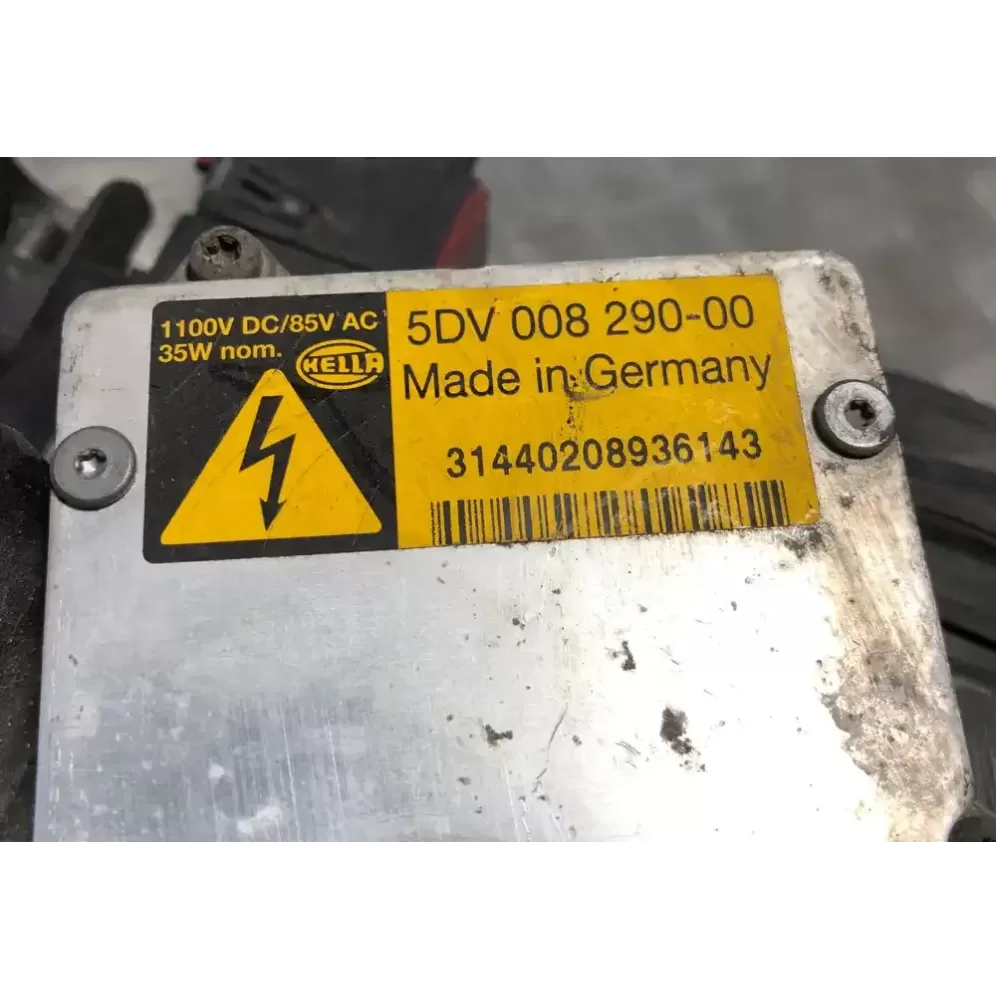 1100V DC/85V AC
35W nom.
HELLA
5DV 008 290-00
Made in Germany
31440208936143